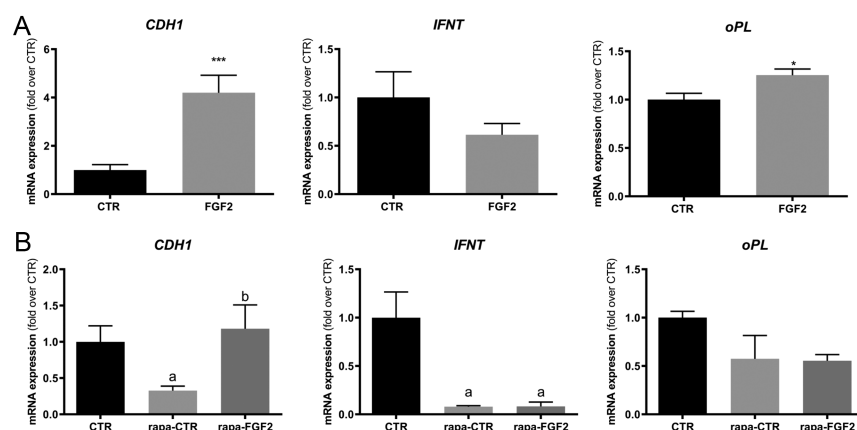 A
CDH1
mRNA expression (fold over CTR)
6
4
2
0
***
CTR
FGF2
IFNT
mRNA expression (fold over CTR)
1.5
1.0
0.5
0.0
CTR
FGF2
oPL
mRNA expression (fold over CTR)
1.5
1.0
0.5
0.0
*
CTR
FGF2
B
CDH1
mRNA expression (fold over CTR)
2.0
1.5
1.0
0.5
0.0
a
b
CTR
rapa-CTR
rapa-FGF2
IFNT
mRNA expression (fold over CTR)
1.5
1.0
0.5
0.0
a
a
CTR
rapa-CTR
rapa-FGF2
oPL
mRNA expression (fold over CTR)
1.5
1.0
0.5
0.0
CTR
rapa-CTR
rapa-FGF2